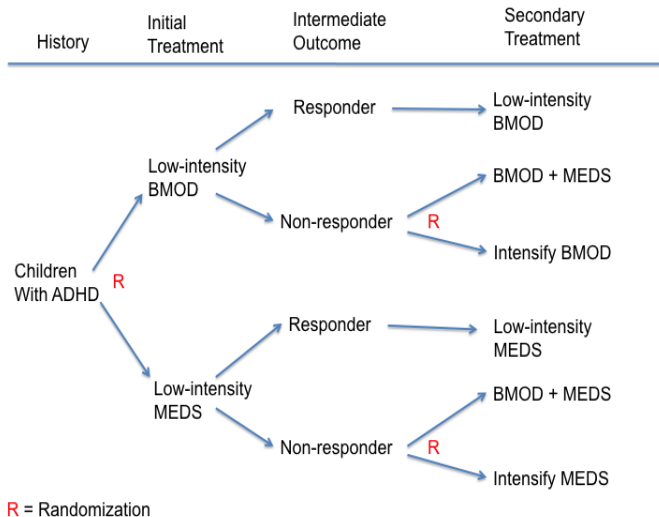 History
Initial
Treatment
Intermediate
Outcome
Secondary
Treatment
Responder
Low-intensity
BMOD
Low-intensity
BMOD
BMOD + MEDS
Non-responder
R
Intensify BMOD
Children
With ADHD
R
Responder
Low-intensity
MEDS
Low-intensity
MEDS
BMOD + MEDS
Non-responder
R
Intensify MEDS
R = Randomization